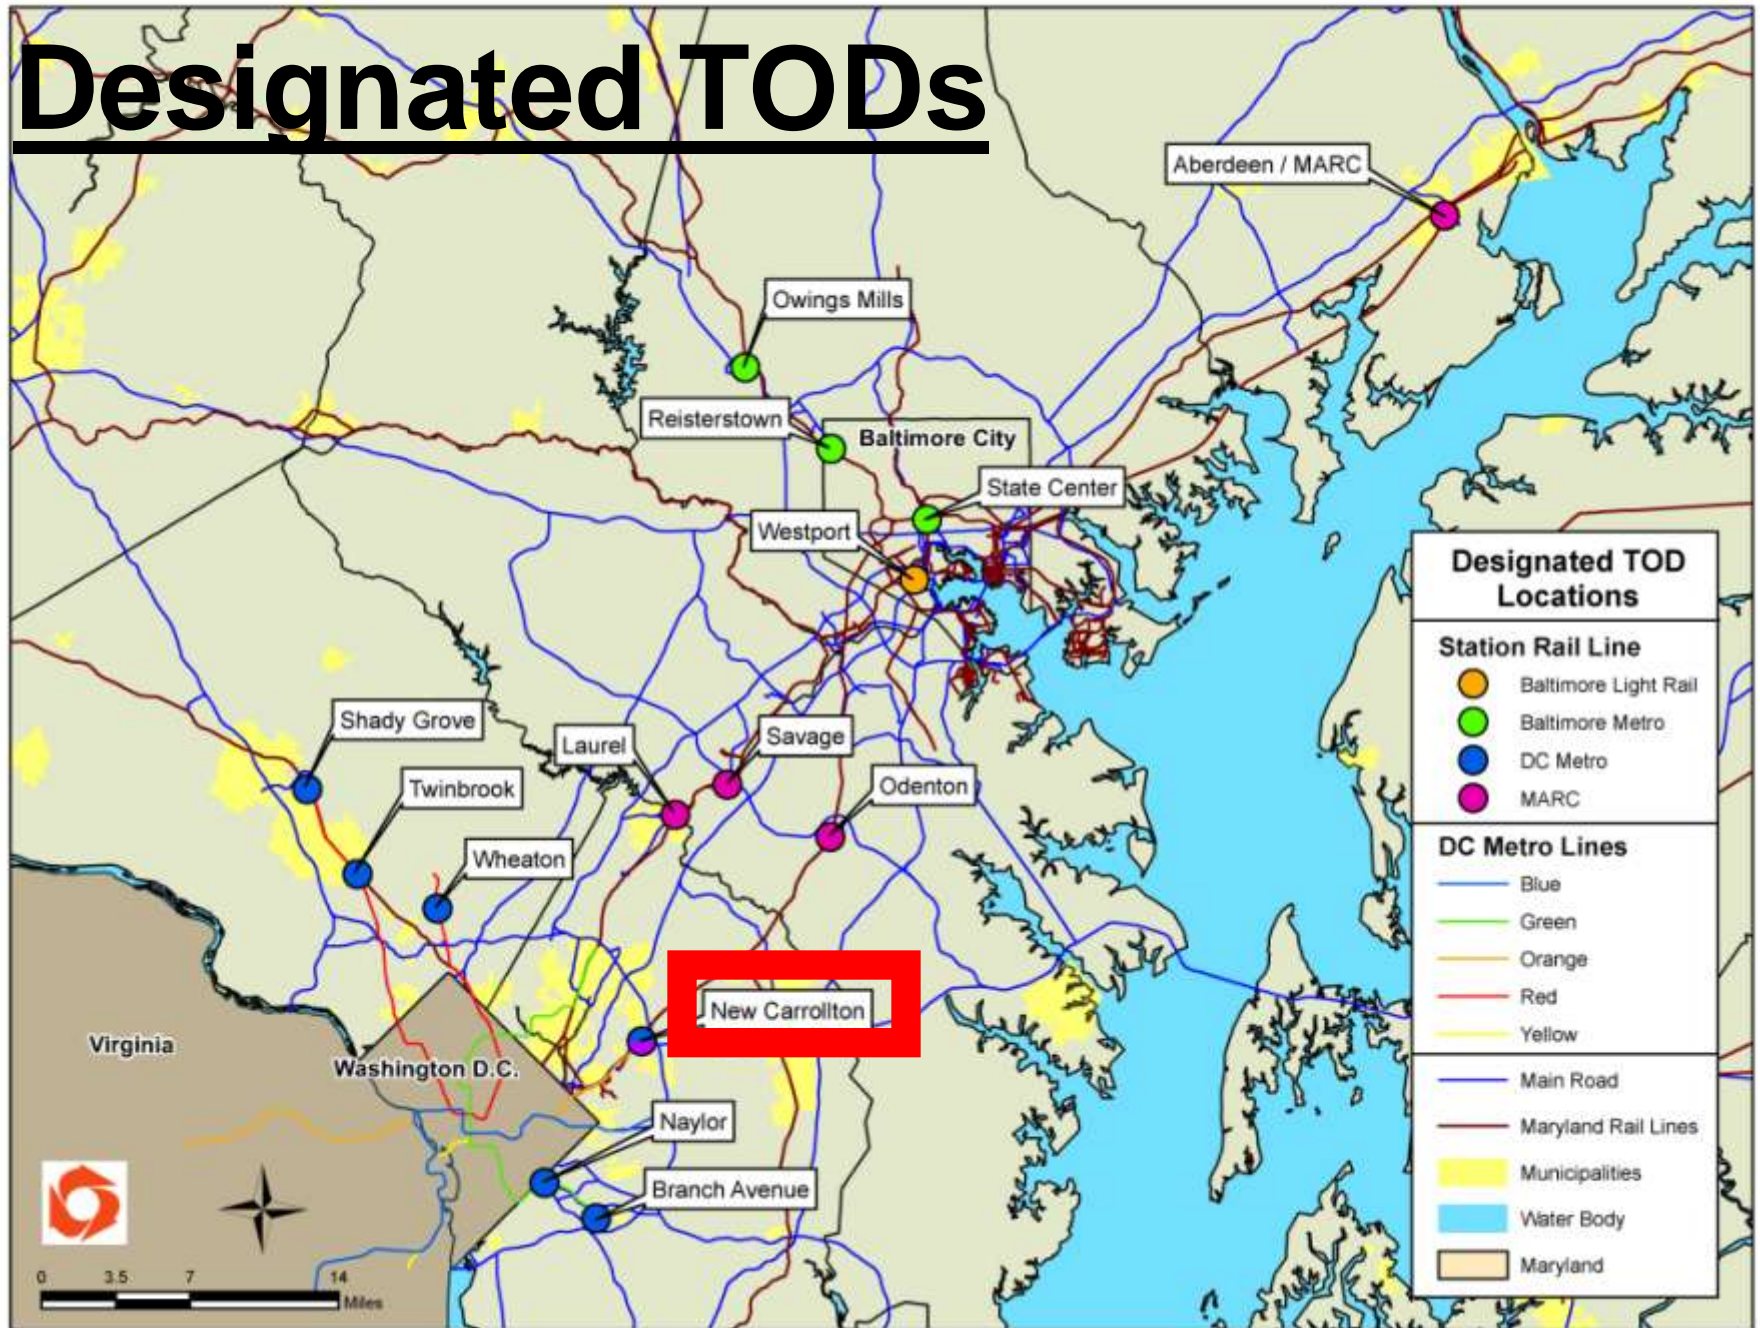 Designated TODs
Aberdeen / MARC
Owings Mills
Reisterstown
Baltimore City
State Center
Westport
Designated TOD
Locations
Station Rail Line
Baltimore Light Rail
Baltimore Metro
DC Metro
MARC
DC Metro Lines
Blue
Green
Orange
Red
Yellow
Main Road
Maryland Rail Lines
Municipalities
Water Body
Maryland
Shady Grove
Laurel
Savage
Twinbrook
Odenton
Wheaton
New Carrollton
Virginia
Washington D.C.
Naylor
Branch Avenue
0 3.5 7 14
Miles